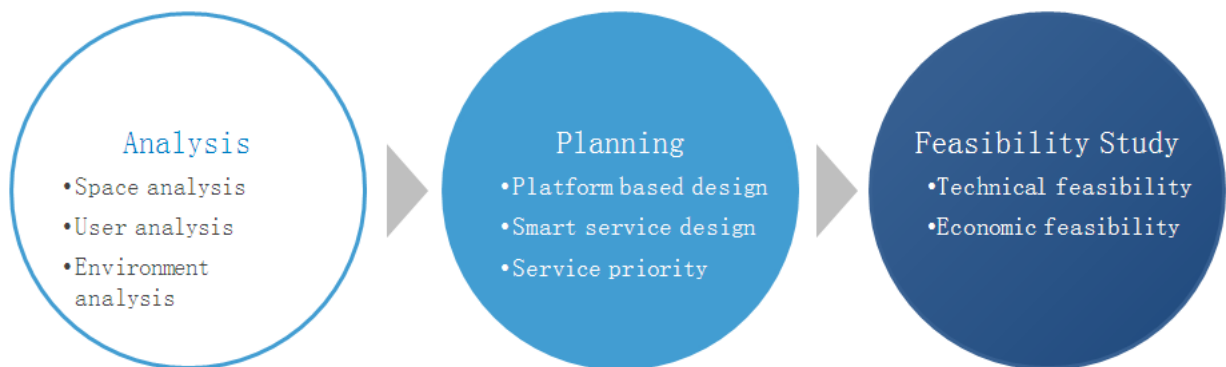 Analysis
•Space analysis
•User analysis
•Environment
analysis
Planning
•Platform based design
•Smart service design
•Service priority
Feasibility Study
•Technical feasibility
•Economic feasibility